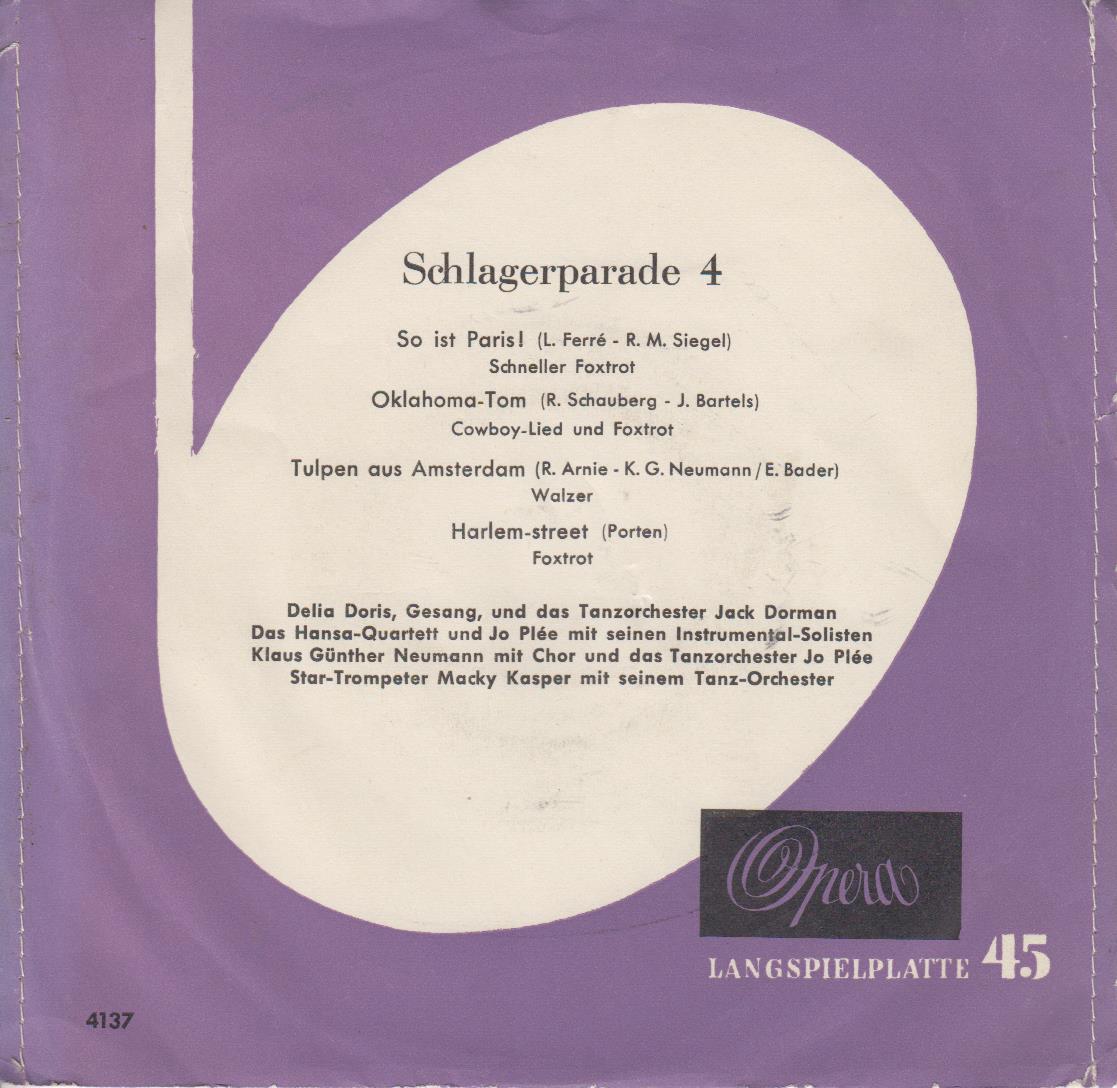 Schlagerparade 4
So ist Paris! (L. Ferré - R. M. Siegel)
Schneller Foxtrot
Oklahoma-Tom (R. Schauberg - J. Bartels)
Cowboy-Lied und Foxtrot
Tulpen aus Amsterdam (R. Arnie - K. G. Neumann/E. Bader)
Walzer
Harlem-street (Porten)
Foxtrot
Delia Doris, Gesang, und das Tanzorchester Jack Dorman
Das Hansa-Quartett und Jo Plée mit seinen Instrumental-Solisten
Klaus Günther Neumann mit Chor und das Tanzorchester Jo Plée
Star-Trompeter Macky Kasper mit seinem Tanz-Orchester
Opera
LANGSPIELPLATTE 45
4137